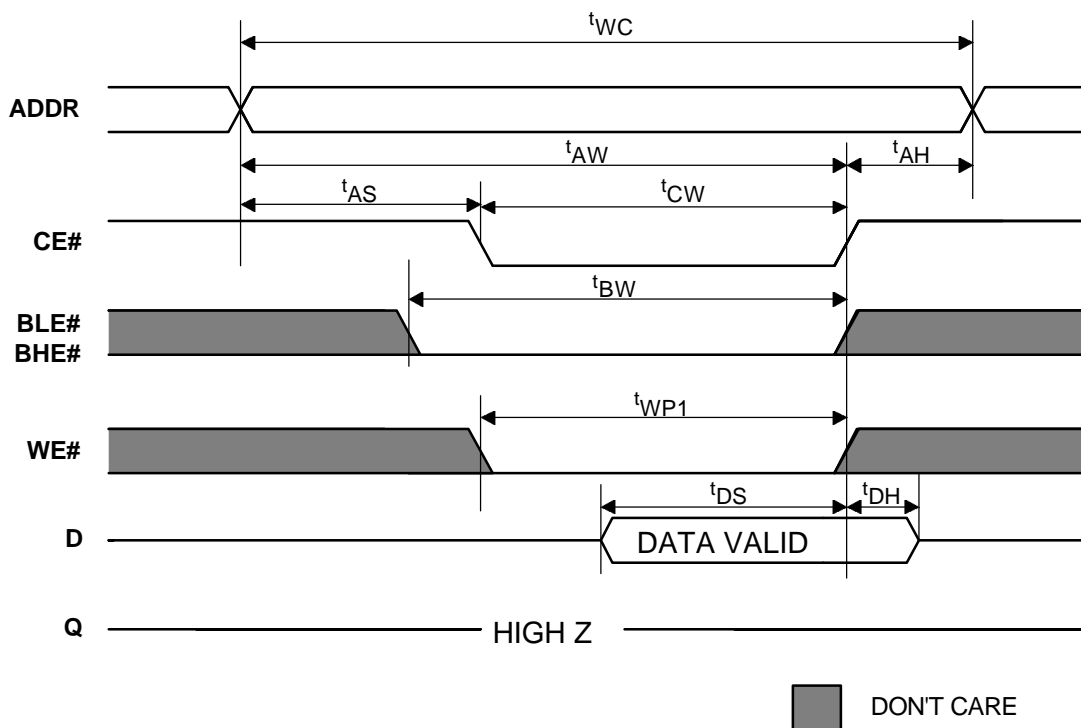 tWC
ADDR
tAW
tAH
tAS
tCW
CE#
tBW
BLE#
BHE#
tWP1
WE#
tDS
tDH
D
DATA VALID
Q
HIGH Z
DON'T CARE